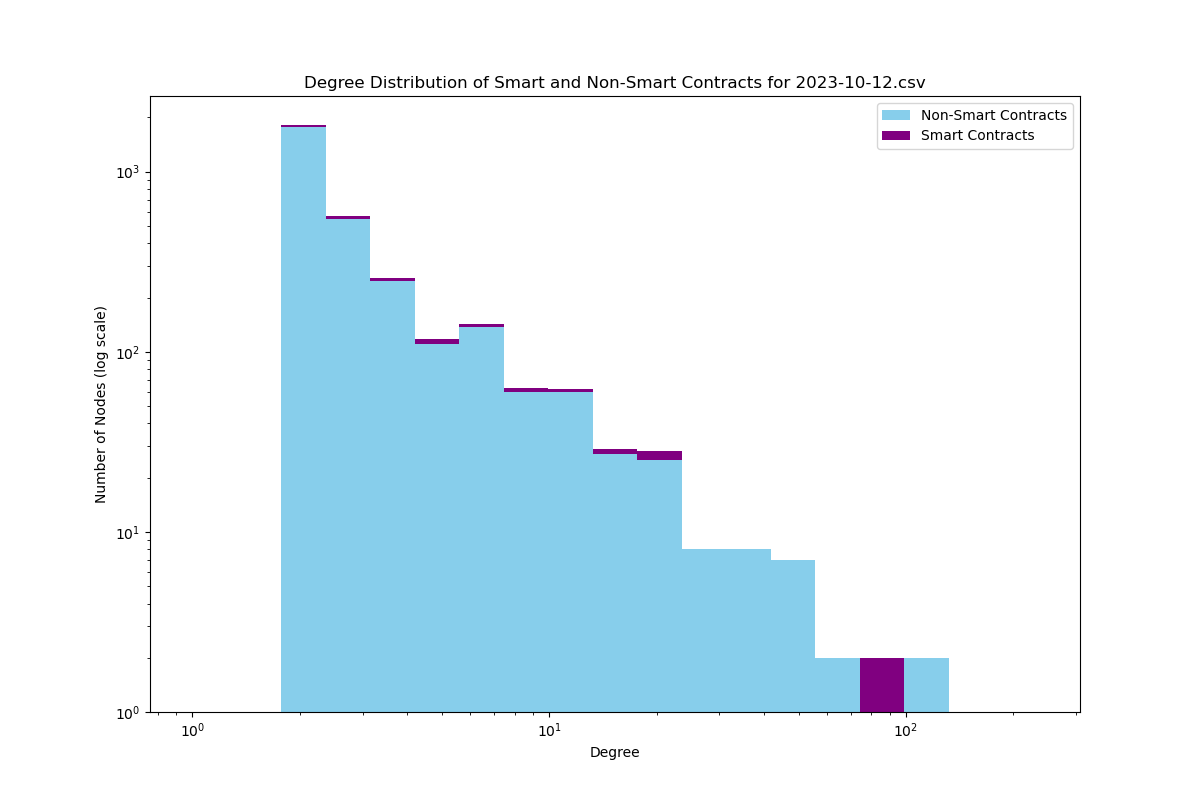 Degree Distribution of Smart and Non-Smart Contracts for 2023-10-12.csv
Non-Smart Contracts
Smart Contracts
Number of Nodes (log scale)
10³
10²
10¹
10⁰
10⁰ 10¹ 10²
Degree